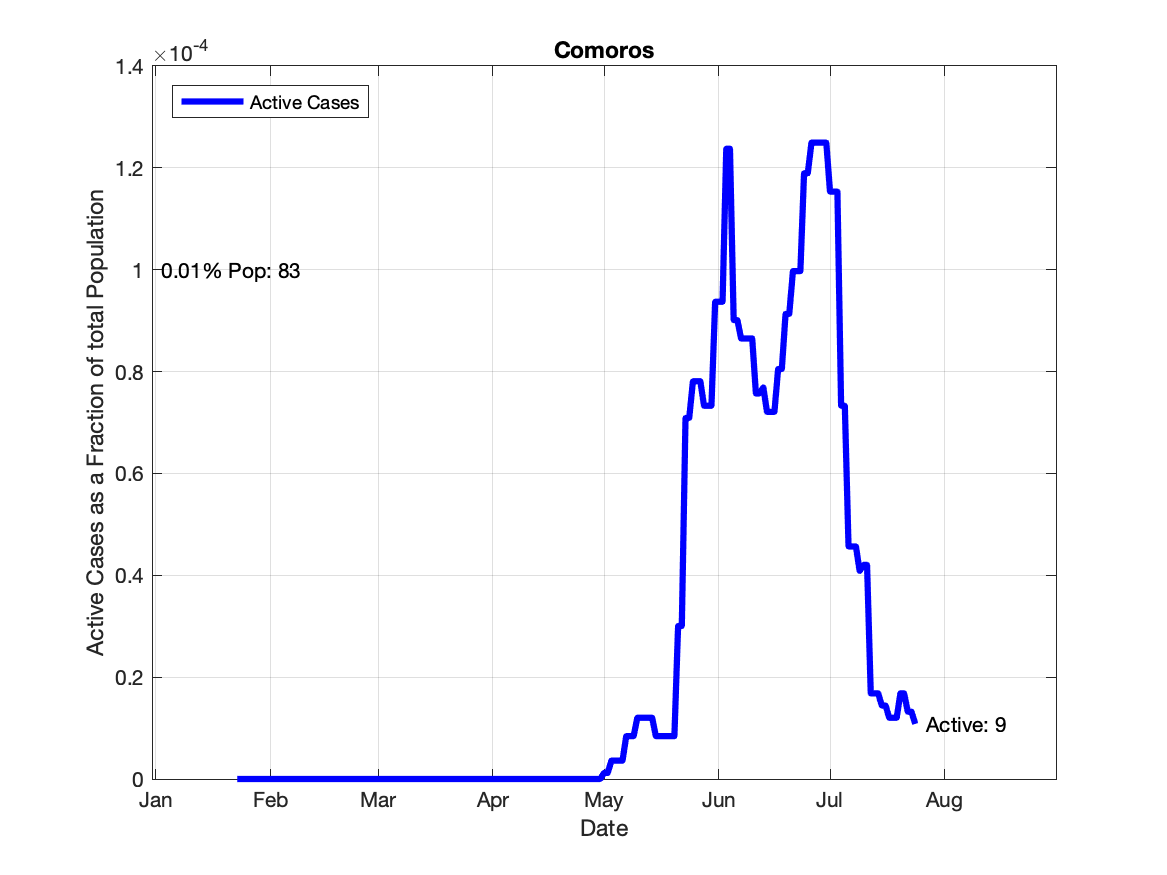 Comoros
×10⁻⁴
1.4
1.2
1
0.8
0.6
0.4
0.2
0
Active Cases
0.01% Pop: 83
Active: 9
Active Cases as a Fraction of total Population
Jan Feb Mar Apr May Jun Jul Aug
Date